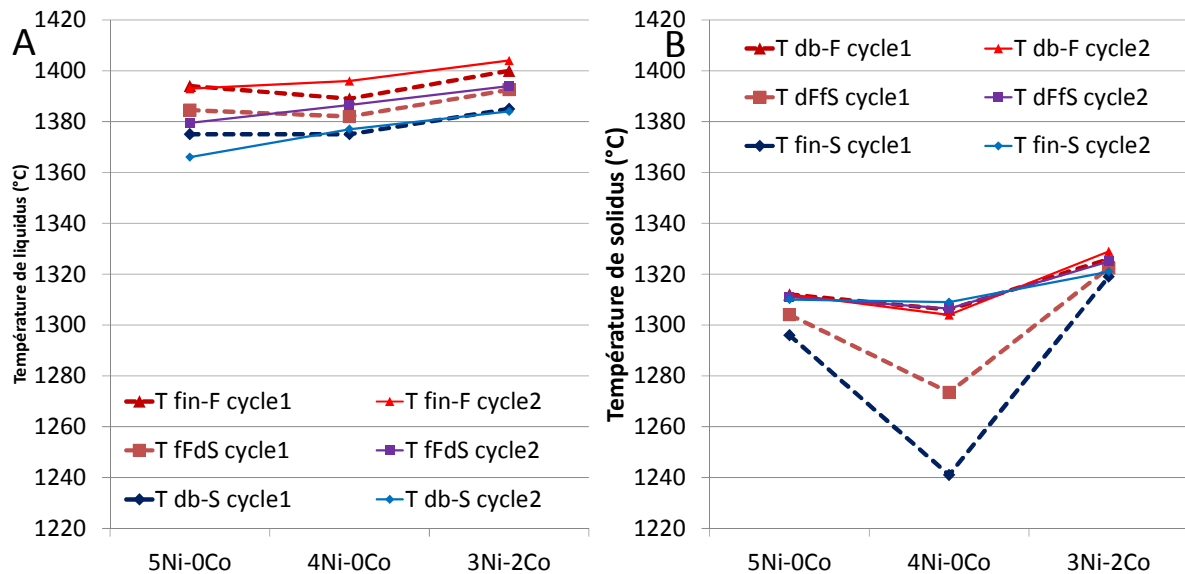 A
Température de liquidus (°C)
1420
1400
1380
1360
1340
1320
1300
1280
1260
1240
1220
T fin-F cycle1 T fin-F cycle2
T fFdS cycle1 T fFdS cycle2
T db-S cycle1 T db-S cycle2
5Ni-0Co 4Ni-0Co 3Ni-2Co
B
Température de solidus (°C)
1420
1400
1380
1360
1340
1320
1300
1280
1260
1240
1220
T db-F cycle1 T db-F cycle2
T dFfS cycle1 T dFfS cycle2
T fin-S cycle1 T fin-S cycle2
5Ni-0Co 4Ni-0Co 3Ni-2Co